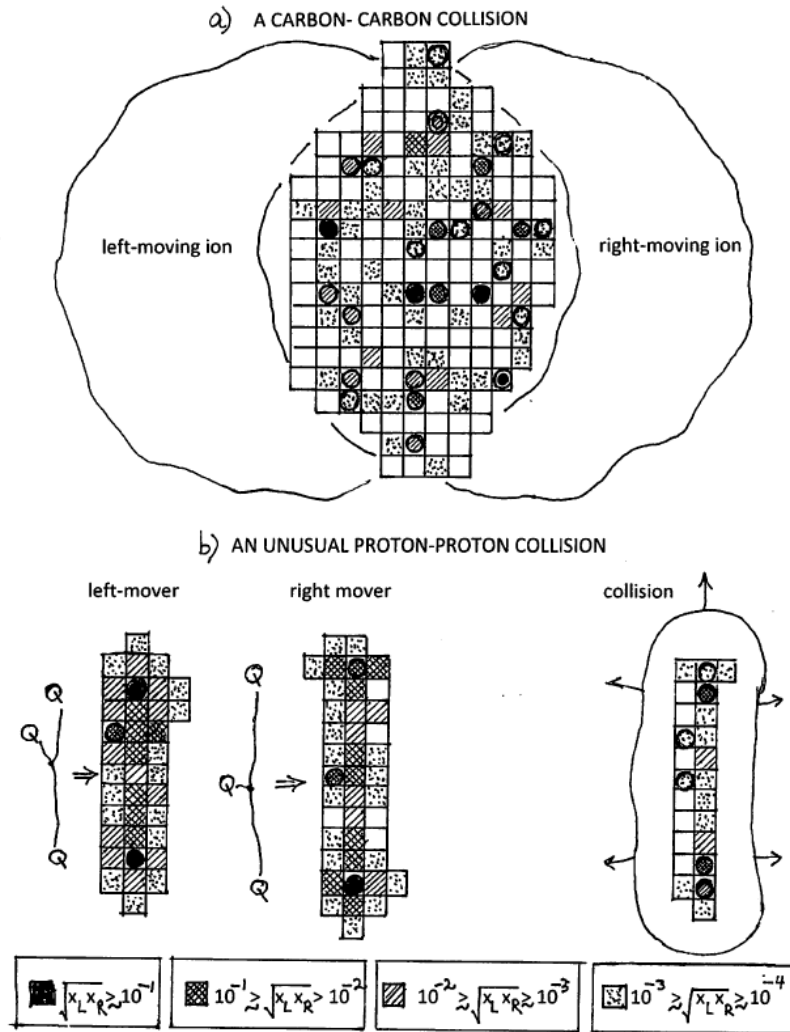 a) A CARBON- CARBON COLLISION
left-moving ion
right-moving ion
b) AN UNUSUAL PROTON-PROTON COLLISION
left-mover
right mover
collision
Q
Q
Q
⇒
Q
Q
Q
⇒
√x_L x_R ≳ 10⁻¹
10⁻¹ ≳ √x_L x_R > 10⁻²
10⁻² ≳ √x_L x_R ≳ 10⁻³
10⁻³ ≳ √x_L x_R ≳ 10⁻⁴